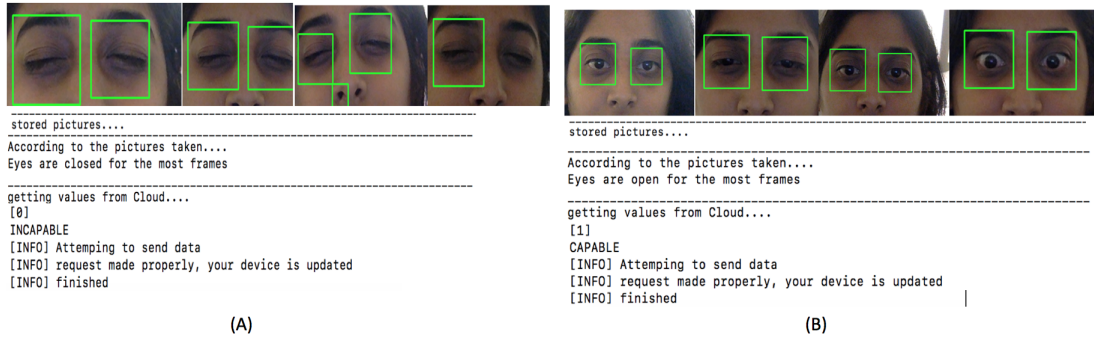 stored pictures....
According to the pictures taken....
Eyes are closed for the most frames
getting values from Cloud....
[0]
INCAPABLE
[INFO] Attemping to send data
[INFO] request made properly, your device is updated
[INFO] finished
(A)
stored pictures....
According to the pictures taken....
Eyes are open for the most frames
getting values from Cloud....
[1]
CAPABLE
[INFO] Attemping to send data
[INFO] request made properly, your device is updated
[INFO] finished
(B)